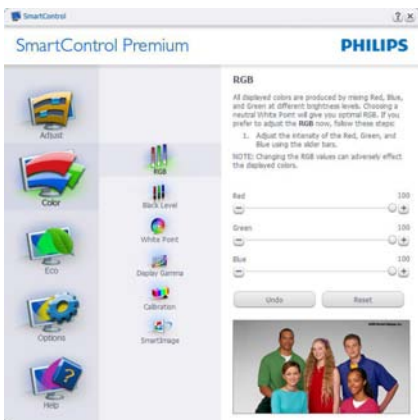 SmartControl
SmartControl Premium
PHILIPS
Adjust
Color
Eco
Options
Help
RGB
Black Level
White Point
Display Gamma
Calibration
SmartImage
RGB
All displayed colors are produced by mixing Red, Blue,
and Green at different brightness levels. Choosing a
neutral White Point will give you optimal RGB. If you
prefer to adjust the RGB now, follow these steps:
1. Adjust the intensity of the Red, Green, and
Blue using the slider bars.
NOTE: Changing the RGB values can adversely effect
the displayed colors.
Red 100
Green 100
Blue 100
Undo Reset